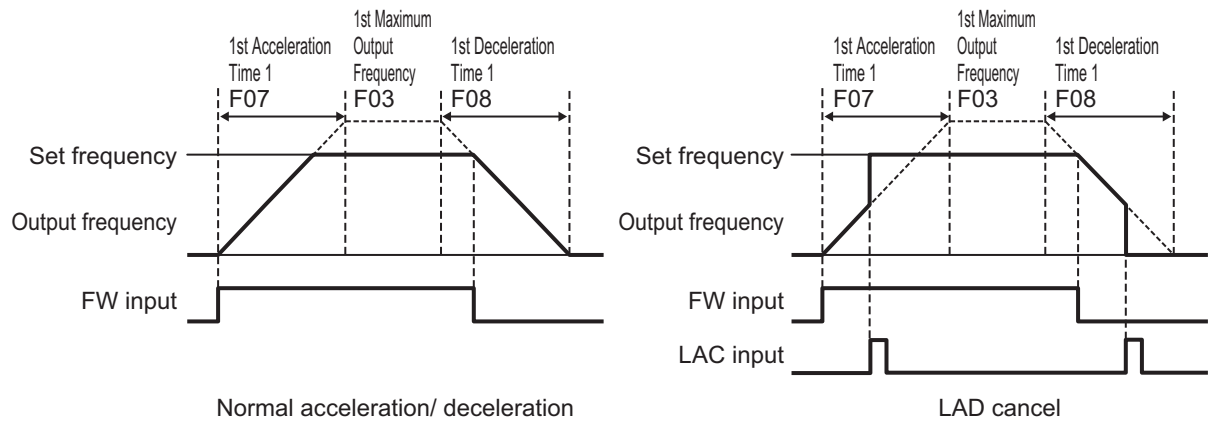 1st Acceleration
Time 1
F07
1st Maximum
Output
Frequency
F03
1st Deceleration
Time 1
F08
Set frequency
Output frequency
FW input
Normal acceleration/ deceleration
1st Acceleration
Time 1
F07
1st Maximum
Output
Frequency
F03
1st Deceleration
Time 1
F08
Set frequency
Output frequency
FW input
LAC input
LAD cancel